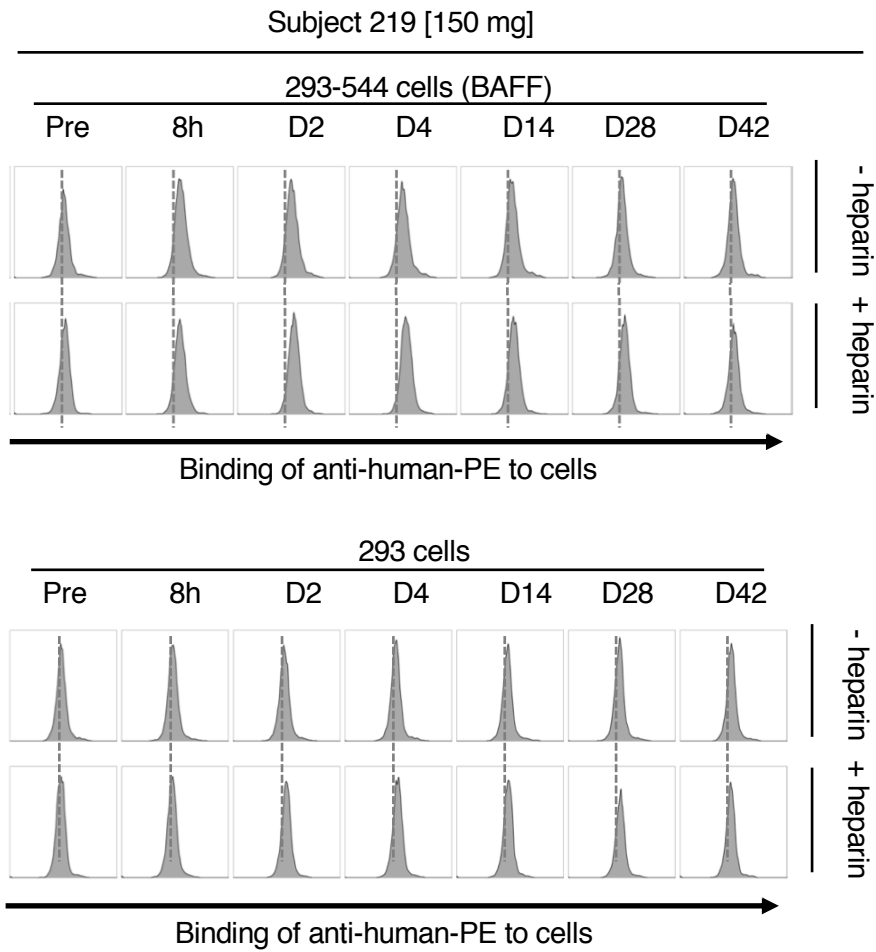 Subject 219 [150 mg]
293-544 cells (BAFF)
Pre 8h D2 D4 D14 D28 D42
- heparin
+ heparin
Binding of anti-human-PE to cells
293 cells
Pre 8h D2 D4 D14 D28 D42
- heparin
+ heparin
Binding of anti-human-PE to cells